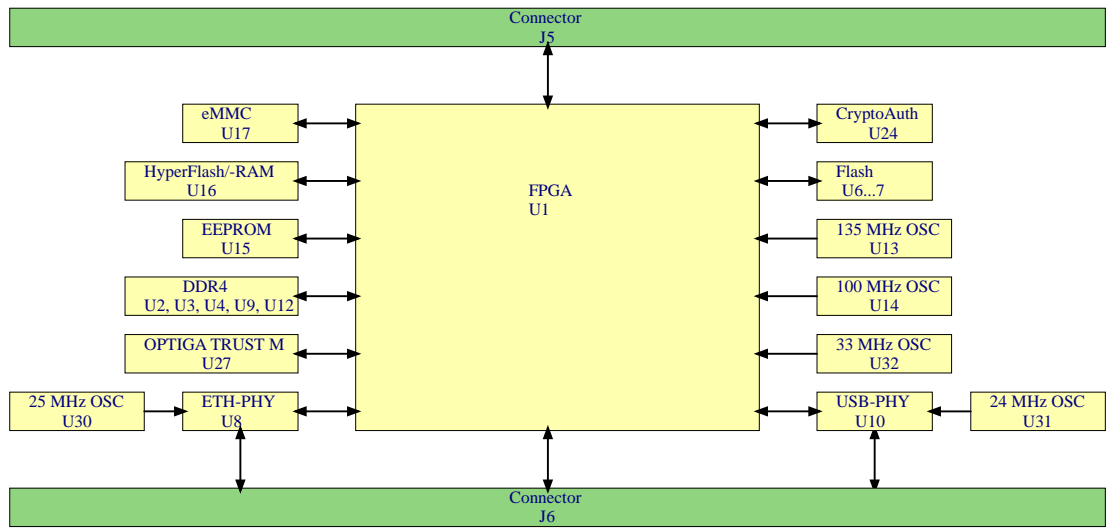 Connector
J5
eMMC
U17
CryptoAuth
U24
HyperFlash/-RAM
U16
Flash
U6...7
FPGA
U1
EEPROM
U15
135 MHz OSC
U13
DDR4
U2, U3, U4, U9, U12
100 MHz OSC
U14
OPTIGA TRUST M
U27
33 MHz OSC
U32
25 MHz OSC
U30
ETH-PHY
U8
USB-PHY
U10
24 MHz OSC
U31
Connector
J6